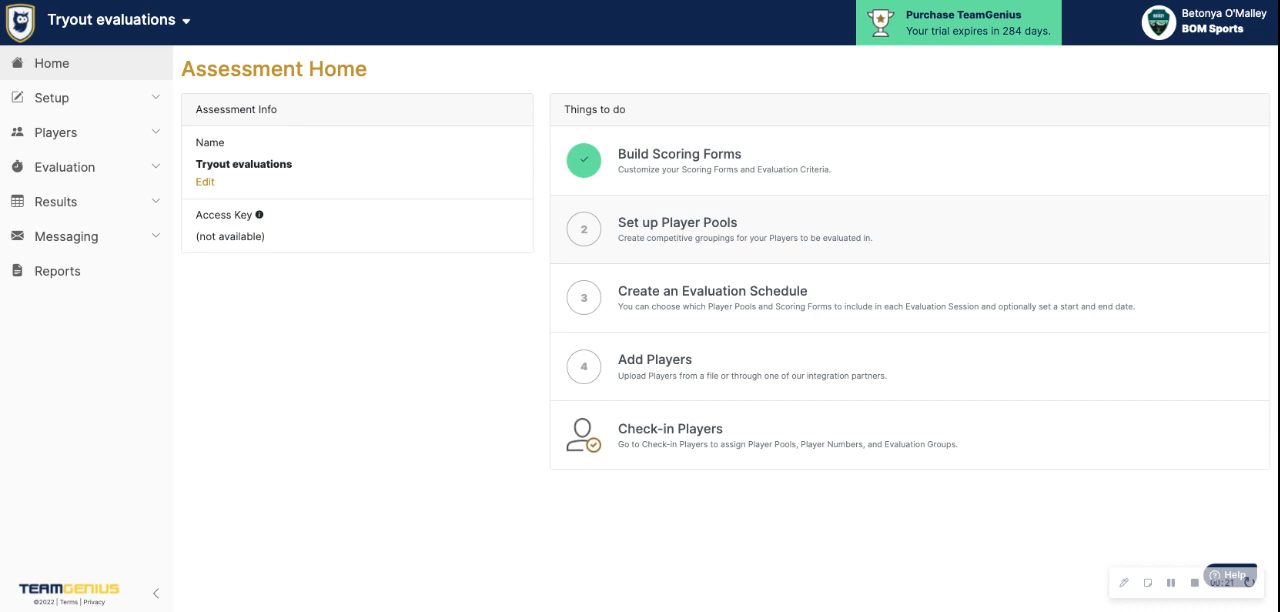 Tryout evaluations
Purchase TeamGenius
Your trial expires in 284 days.
Betonya O'Malley
BOM Sports
Home
Setup
Players
Evaluation
Results
Messaging
Reports
Assessment Home
Assessment Info
Name
Tryout evaluations
Edit
Access Key
(not available)
Things to do
Build Scoring Forms
Customize your Scoring Forms and Evaluation Criteria.
2
Set up Player Pools
Create competitive groupings for your Players to be evaluated in.
3
Create an Evaluation Schedule
You can choose which Player Pools and Scoring Forms to include in each Evaluation Session and optionally set a start and end date.
4
Add Players
Upload Players from a file or through one of our integration partners.
Check-in Players
Go to Check-in Players to assign Player Pools, Player Numbers, and Evaluation Groups.
TEAMGENIUS
©2022 | Terms | Privacy
Help